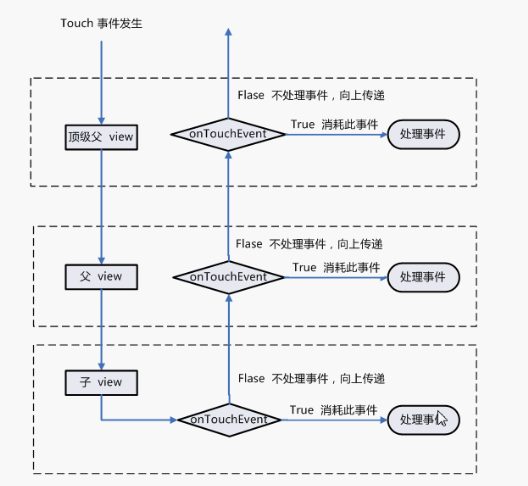 Touch 事件发生
Flase 不处理事件，向上传递
顶级父 view
onTouchEvent
True 消耗此事件
处理事件
Flase 不处理事件，向上传递
父 view
onTouchEvent
True 消耗此事件
处理事件
Flase 不处理事件，向上传递
子 view
onTouchEvent
True 消耗此事件
处理事件